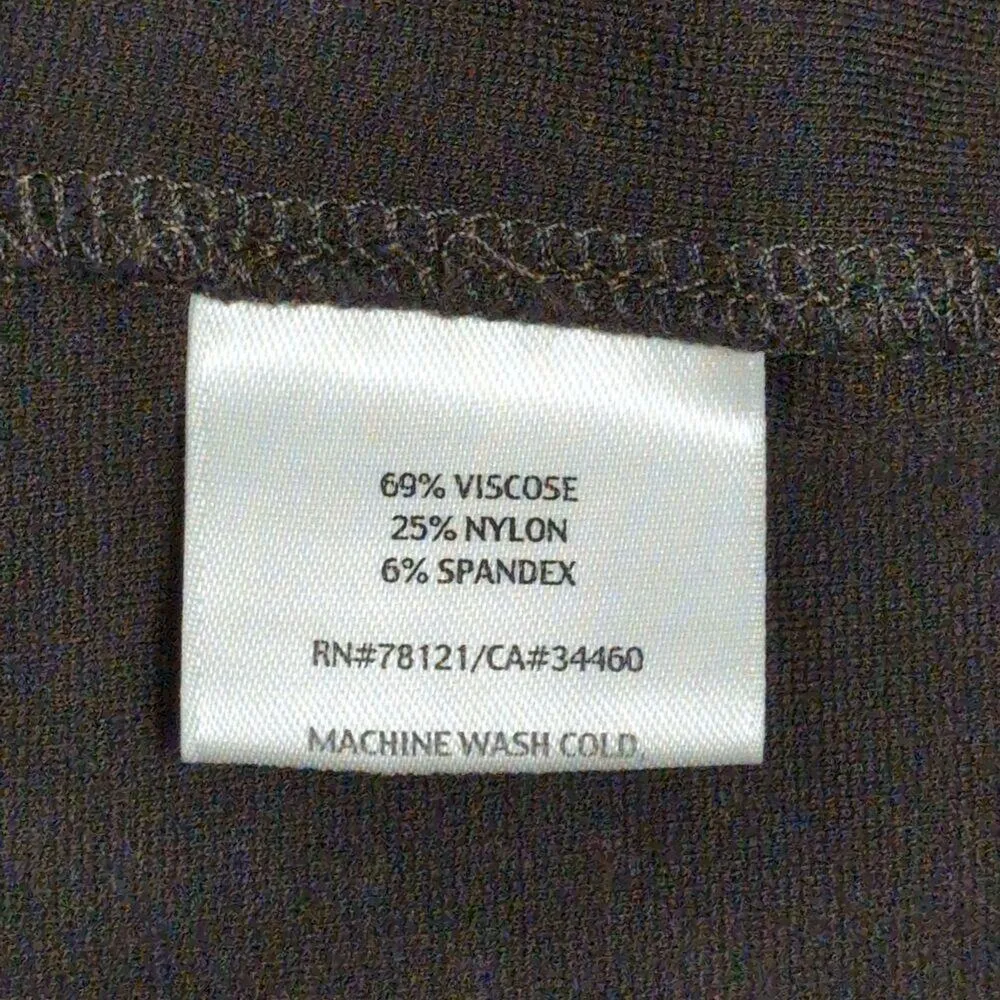 69% VISCOSE
25% NYLON
6% SPANDEX
RN#78121/CA#34460
MACHINE WASH COLD,